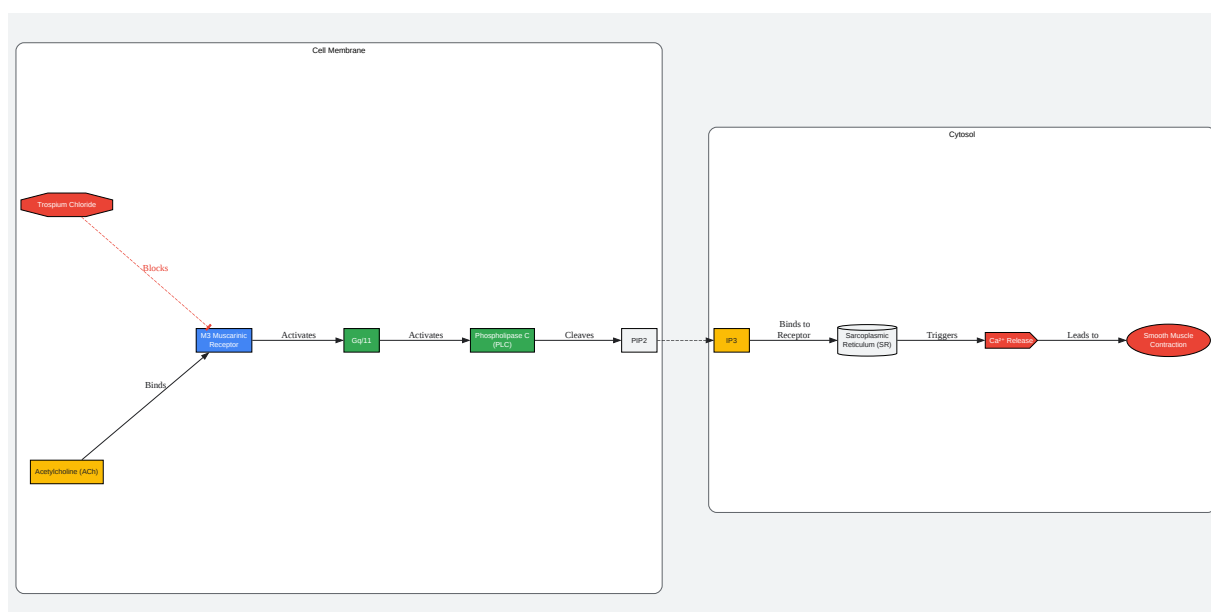 Cell Membrane
Cytosol
Trospium Chloride
Blocks
M3 Muscarinic
Receptor
Activates
Gq/11
Activates
Phospholipase C
(PLC)
Cleaves
PIP2
IP3
Binds to
Receptor
Sarcoplasmic
Reticulum (SR)
Triggers
Ca²⁺ Release
Leads to
Smooth Muscle
Contraction
Binds
Acetylcholine (ACh)